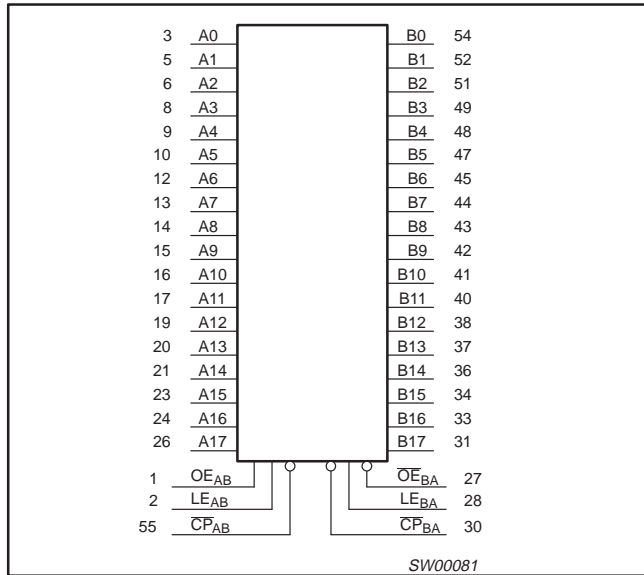 3 A0 B0 54
5 A1 B1 52
6 A2 B2 51
8 A3 B3 49
9 A4 B4 48
10 A5 B5 47
12 A6 B6 45
13 A7 B7 44
14 A8 B8 43
15 A9 B9 42
16 A10 B10 41
17 A11 B11 40
19 A12 B12 38
20 A13 B13 37
21 A14 B14 36
23 A15 B15 34
24 A16 B16 33
26 A17 B17 31
1 OEAB O̅E̅BA 27
2 LEAB LEBA 28
55 C̅P̅AB C̅P̅BA 30
SW00081